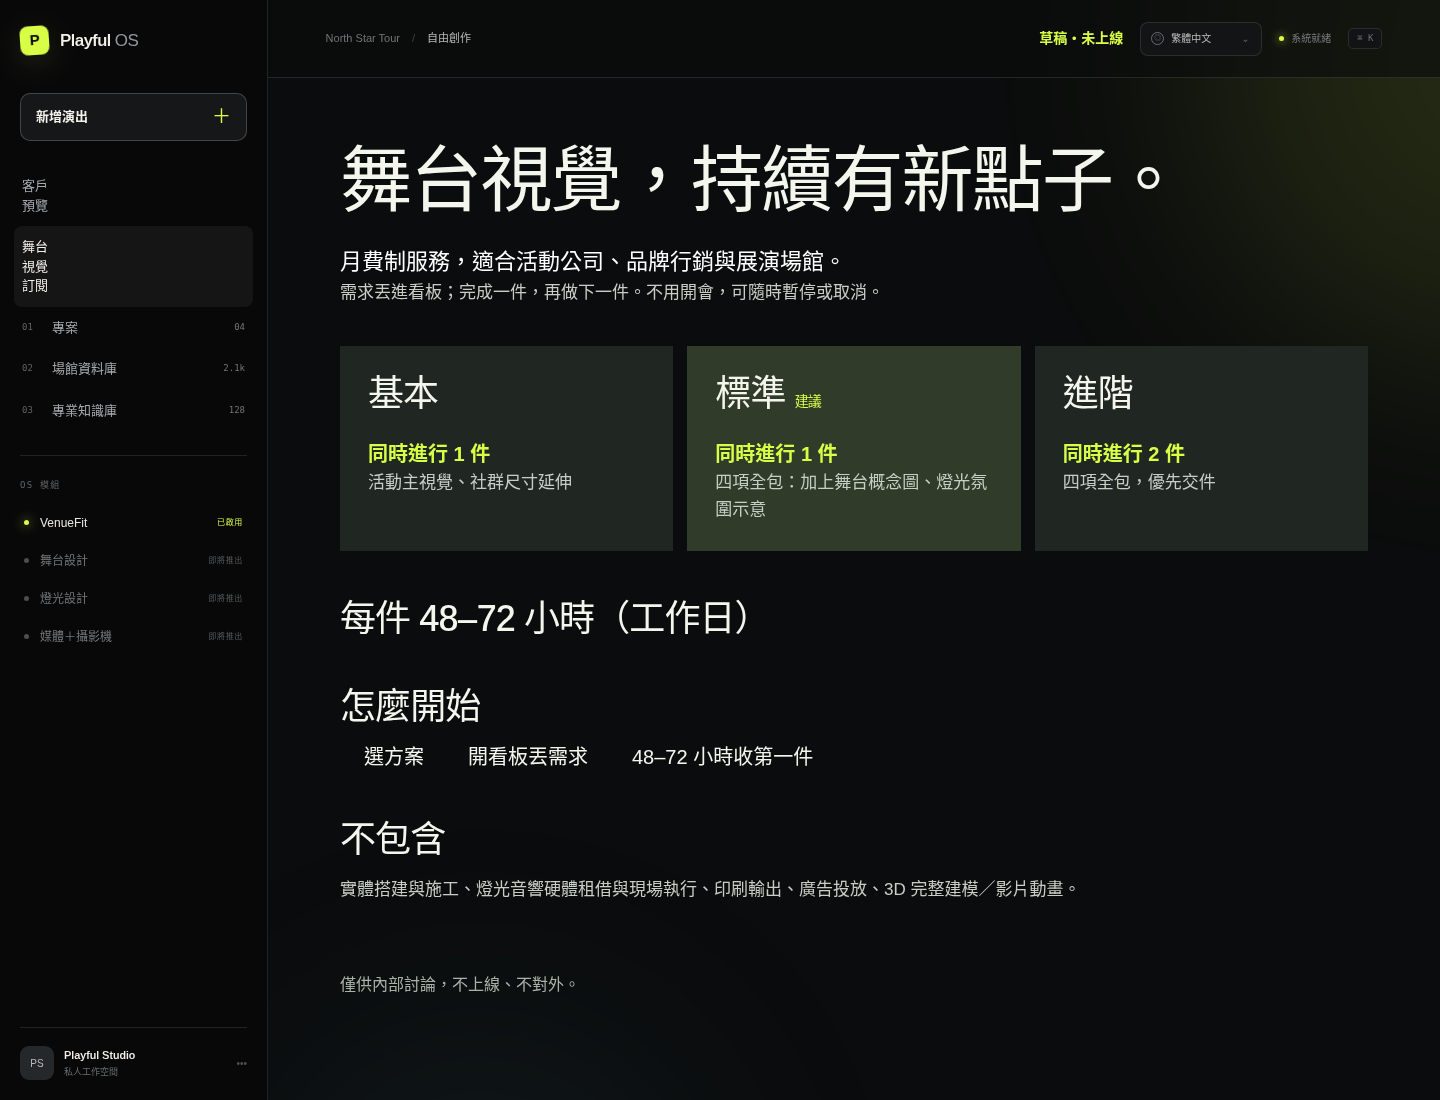 P Playful OS
新增演出 +
客戶
預覽
舞台
視覺
訂閱
01 專案 04
02 場館資料庫 2.1k
03 專業知識庫 128
OS 模組
VenueFit 已啟用
舞台設計 即將推出
燈光設計 即將推出
媒體＋攝影機 即將推出
PS Playful Studio •••
私人工作空間
North Star Tour / 自由創作
草稿・未上線 繁體中文 系統就緒 ⌘ K
舞台視覺，持續有新點子。
月費制服務，適合活動公司、品牌行銷與展演場館。
需求丟進看板；完成一件，再做下一件。不用開會，可隨時暫停或取消。
基本
同時進行 1 件
活動主視覺、社群尺寸延伸
標準 建議
同時進行 1 件
四項全包：加上舞台概念圖、燈光氛
圍示意
進階
同時進行 2 件
四項全包，優先交件
每件 48–72 小時（工作日）
怎麼開始
選方案 開看板丟需求 48–72 小時收第一件
不包含
實體搭建與施工、燈光音響硬體租借與現場執行、印刷輸出、廣告投放、3D 完整建模／影片動畫。
僅供內部討論，不上線、不對外。